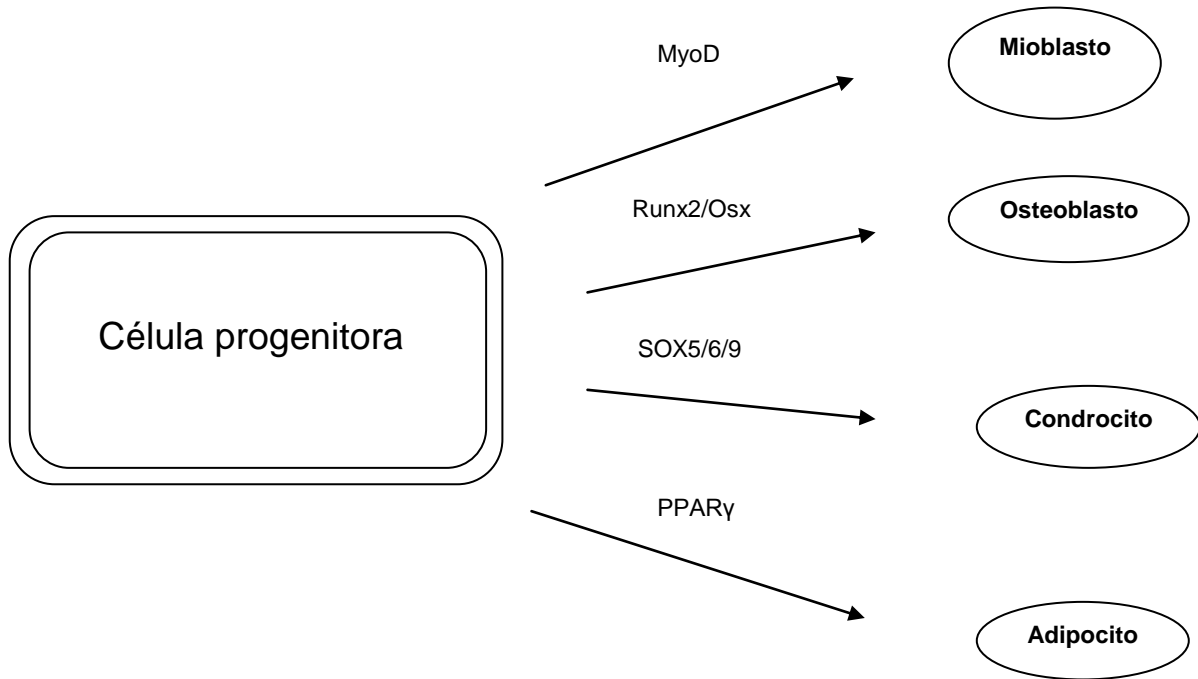 MyoD
Mioblasto
Runx2/Osx
Osteoblasto
Célula progenitora
SOX5/6/9
Condrocito
PPARγ
Adipocito